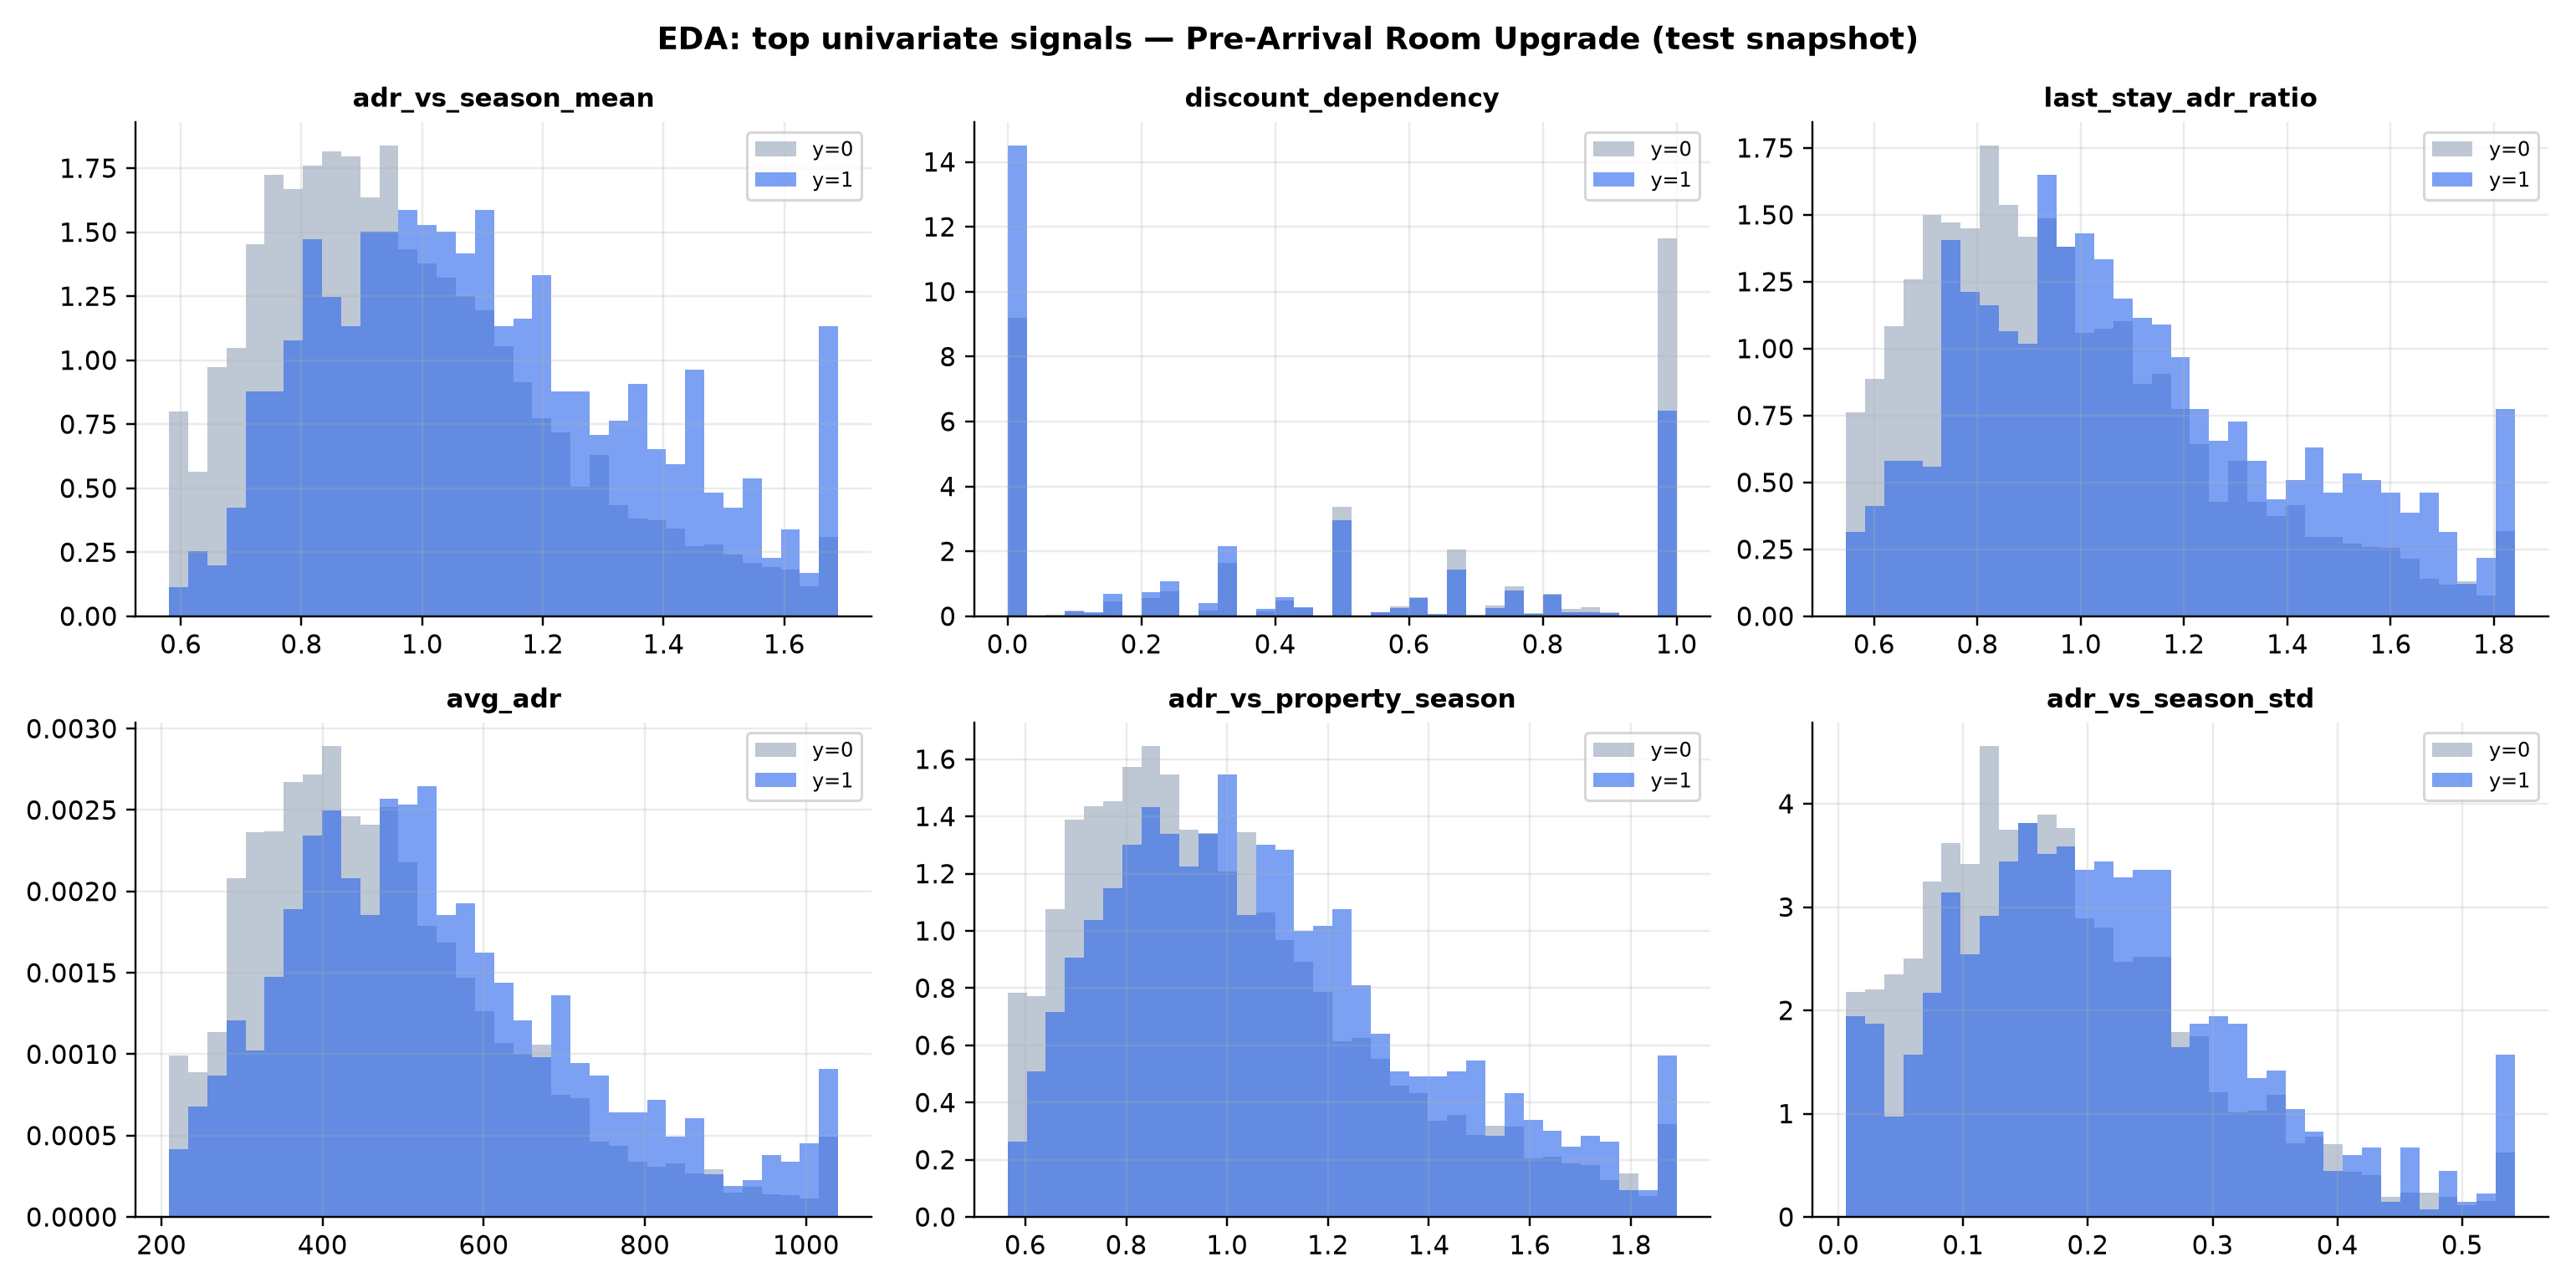 EDA: top univariate signals — Pre-Arrival Room Upgrade (test snapshot)
adr_vs_season_mean
y=0
y=1
1.75
1.50
1.25
1.00
0.75
0.50
0.25
0.00
0.6 0.8 1.0 1.2 1.4 1.6
discount_dependency
y=0
y=1
14
12
10
8
6
4
2
0
0.0 0.2 0.4 0.6 0.8 1.0
last_stay_adr_ratio
y=0
y=1
1.75
1.50
1.25
1.00
0.75
0.50
0.25
0.00
0.6 0.8 1.0 1.2 1.4 1.6 1.8
avg_adr
y=0
y=1
0.0030
0.0025
0.0020
0.0015
0.0010
0.0005
0.0000
200 400 600 800 1000
adr_vs_property_season
y=0
y=1
1.6
1.4
1.2
1.0
0.8
0.6
0.4
0.2
0.0
0.6 0.8 1.0 1.2 1.4 1.6 1.8
adr_vs_season_std
y=0
y=1
4
3
2
1
0
0.0 0.1 0.2 0.3 0.4 0.5